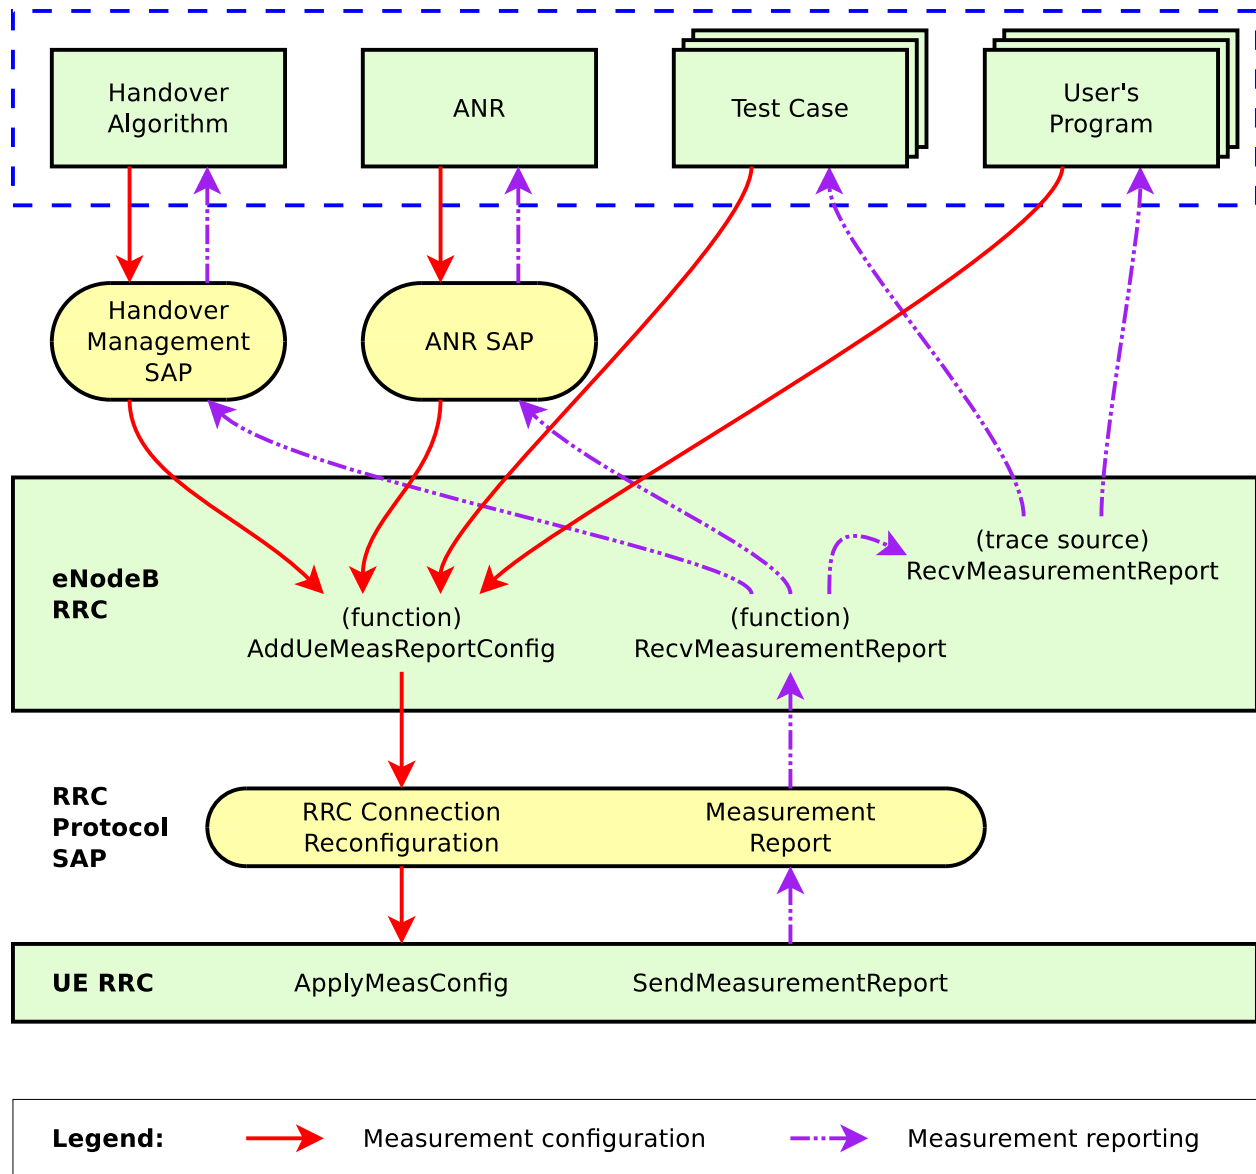 Handover
Algorithm
ANR
Test Case
User's
Program
Handover
Management
SAP
ANR SAP
(trace source)
RecvMeasurementReport
eNodeB
RRC
(function)
AddUeMeasReportConfig
(function)
RecvMeasurementReport
RRC
Protocol
SAP
RRC Connection
Reconfiguration
Measurement
Report
UE RRC
ApplyMeasConfig
SendMeasurementReport
Legend:
Measurement configuration
Measurement reporting